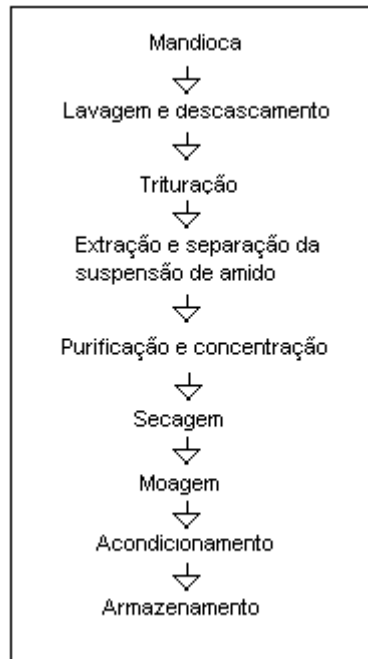 Mandioca
Lavagem e descascamento
Trituração
Extração e separação da
suspensão de amido
Purificação e concentração
Secagem
Moagem
Acondicionamento
Armazenamento